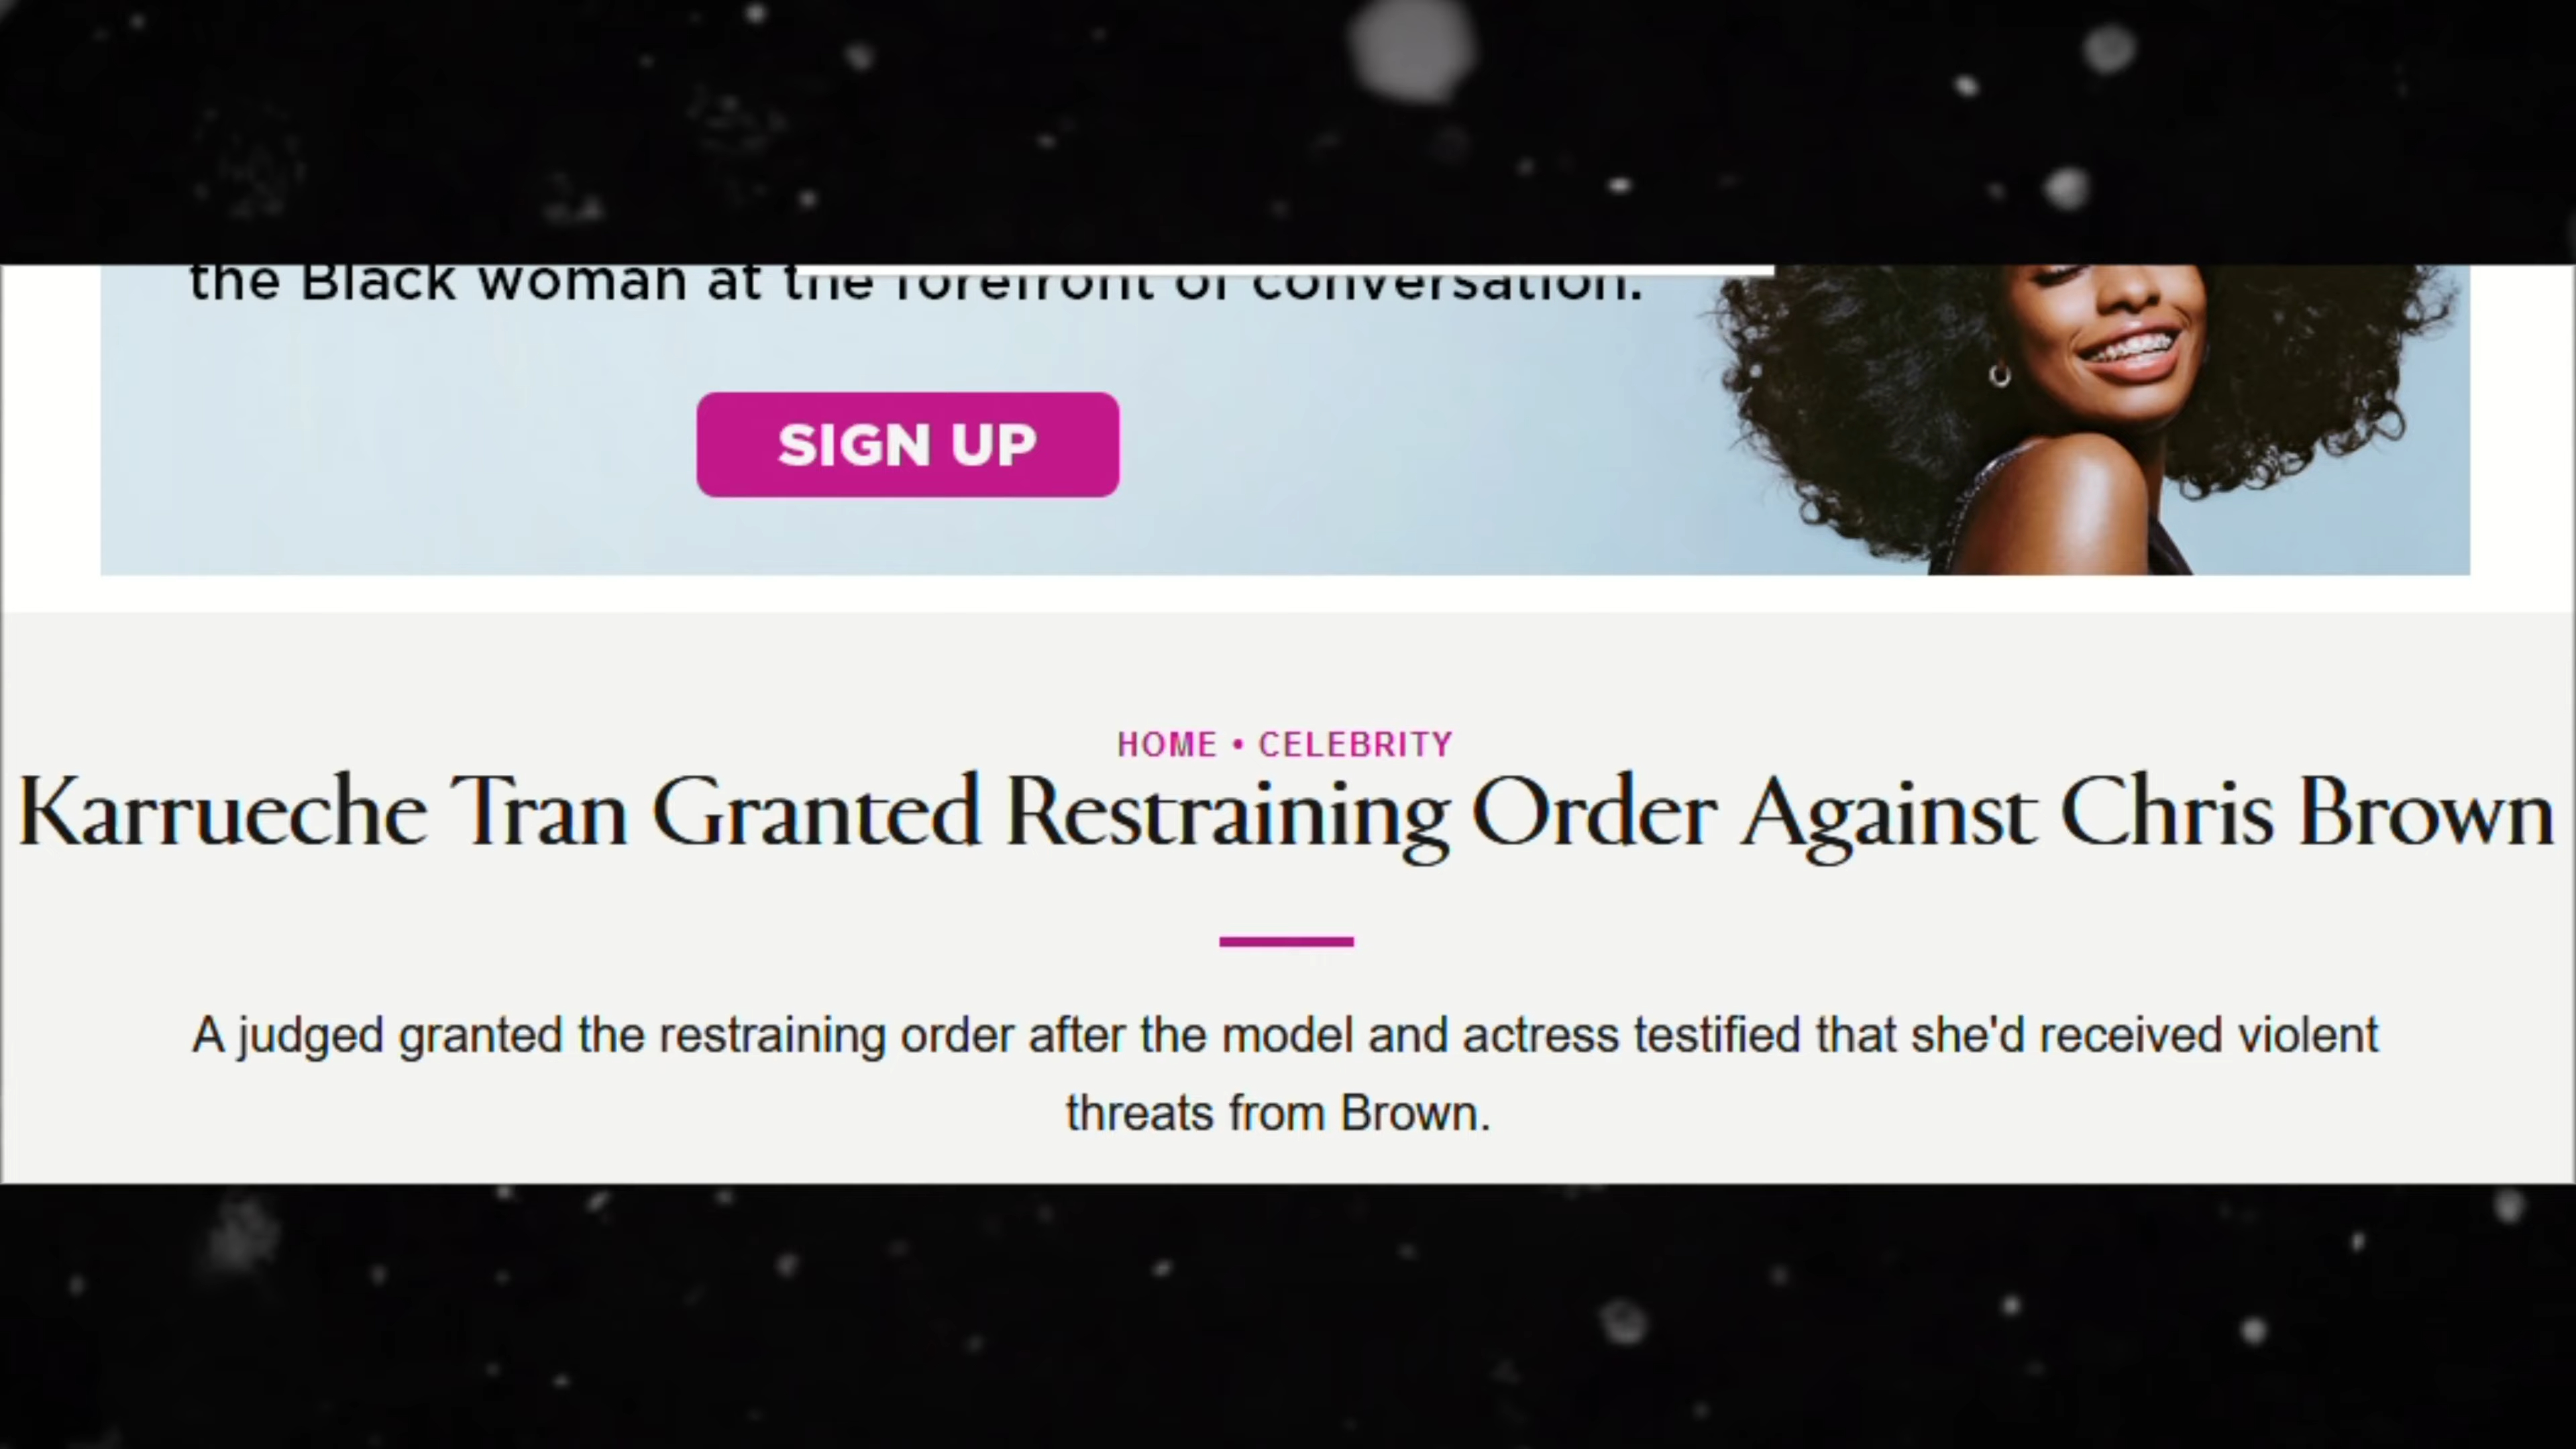 the Black woman at the forefront of conversation.
SIGN UP
HOME • CELEBRITY
Karrueche Tran Granted Restraining Order Against Chris Brown
A judged granted the restraining order after the model and actress testified that she'd received violent
threats from Brown.